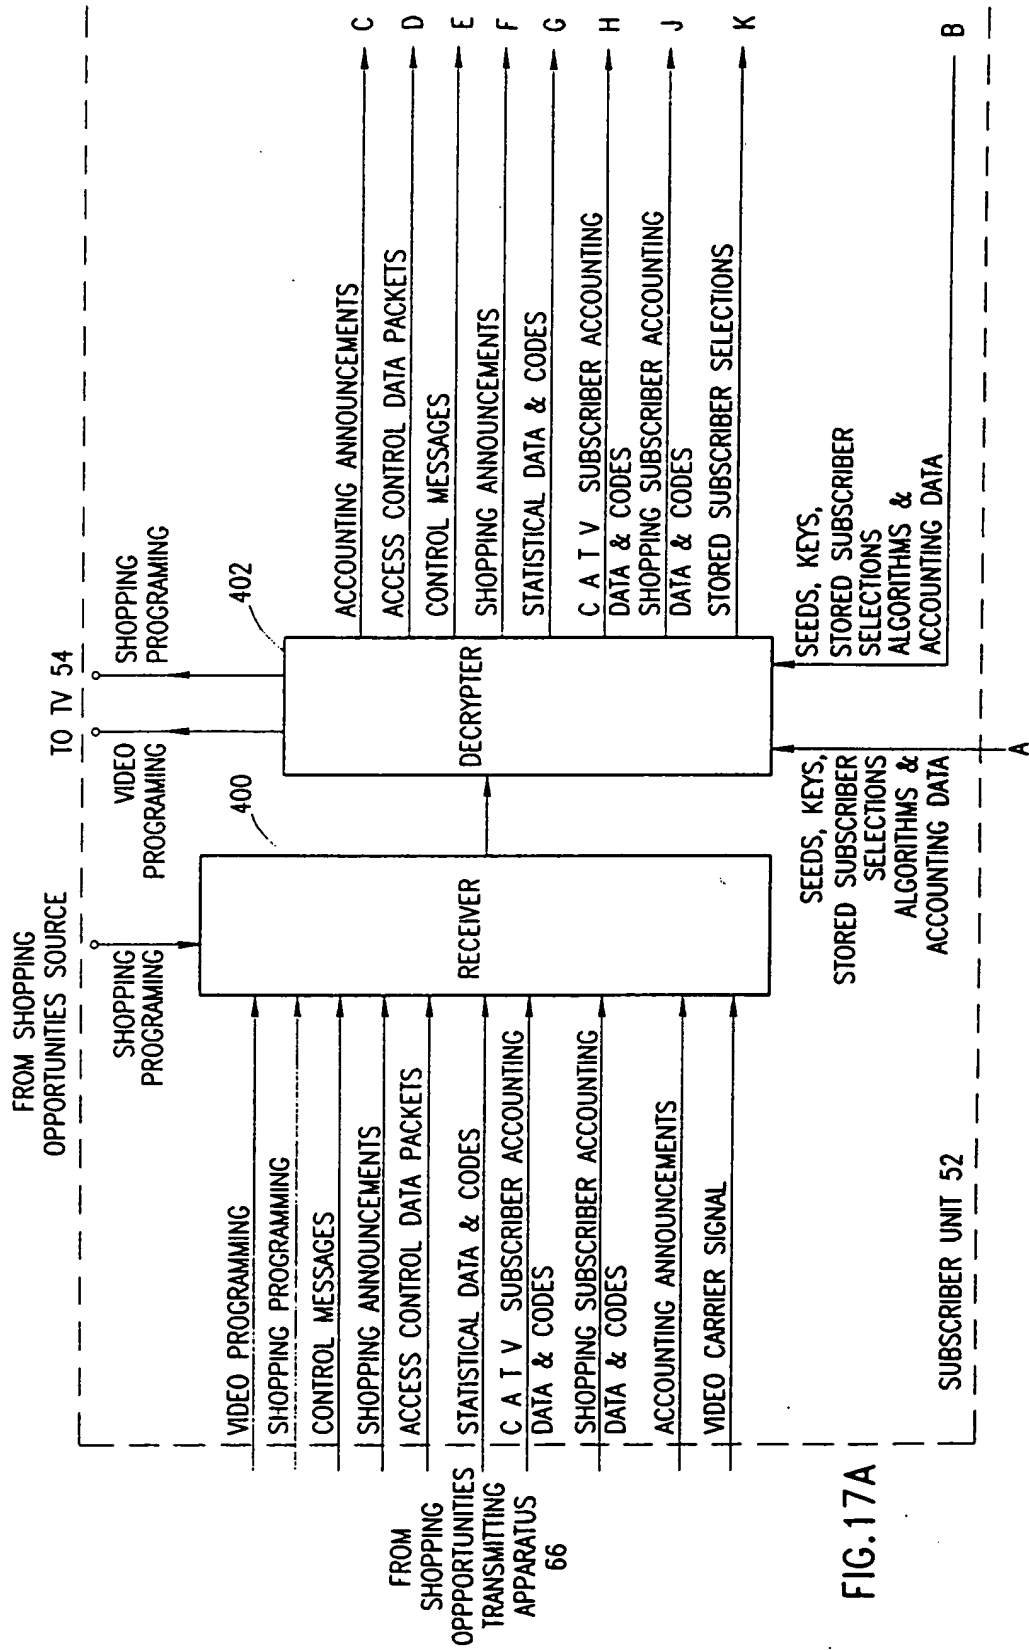 FROM SHOPPING
OPPORTUNITIES SOURCE
SHOPPING
PROGRAMING
TO TV 54
VIDEO
PROGRAMING
SHOPPING
PROGRAMING
400
402
VIDEO PROGRAMING
SHOPPING PROGRAMMING
CONTROL MESSAGES
SHOPPING ANNOUNCEMENTS
ACCESS CONTROL DATA PACKETS
STATISTICAL DATA & CODES
C A T V SUBSCRIBER ACCOUNTING
DATA & CODES
SHOPPING SUBSCRIBER ACCOUNTING
DATA & CODES
ACCOUNTING ANNOUNCEMENTS
VIDEO CARRIER SIGNAL
FROM
SHOPPING
OPPPORTUNITIES
TRANSMITTING
APPARATUS
66
RECEIVER
DECRYPTER
ACCOUNTING ANNOUNCEMENTS
C
ACCESS CONTROL DATA PACKETS
D
CONTROL MESSAGES
E
SHOPPING ANNOUNCEMENTS
F
STATISTICAL DATA & CODES
G
C A T V SUBSCRIBER ACCOUNTING
DATA & CODES
H
SHOPPING SUBSCRIBER ACCOUNTING
DATA & CODES
J
STORED SUBSCRIBER SELECTIONS
K
SEEDS, KEYS,
STORED SUBSCRIBER
SELECTIONS
ALGORITHMS &
ACCOUNTING DATA
A
SEEDS, KEYS,
STORED SUBSCRIBER
SELECTIONS
ALGORITHMS &
ACCOUNTING DATA
B
SUBSCRIBER UNIT 52
FIG.17A